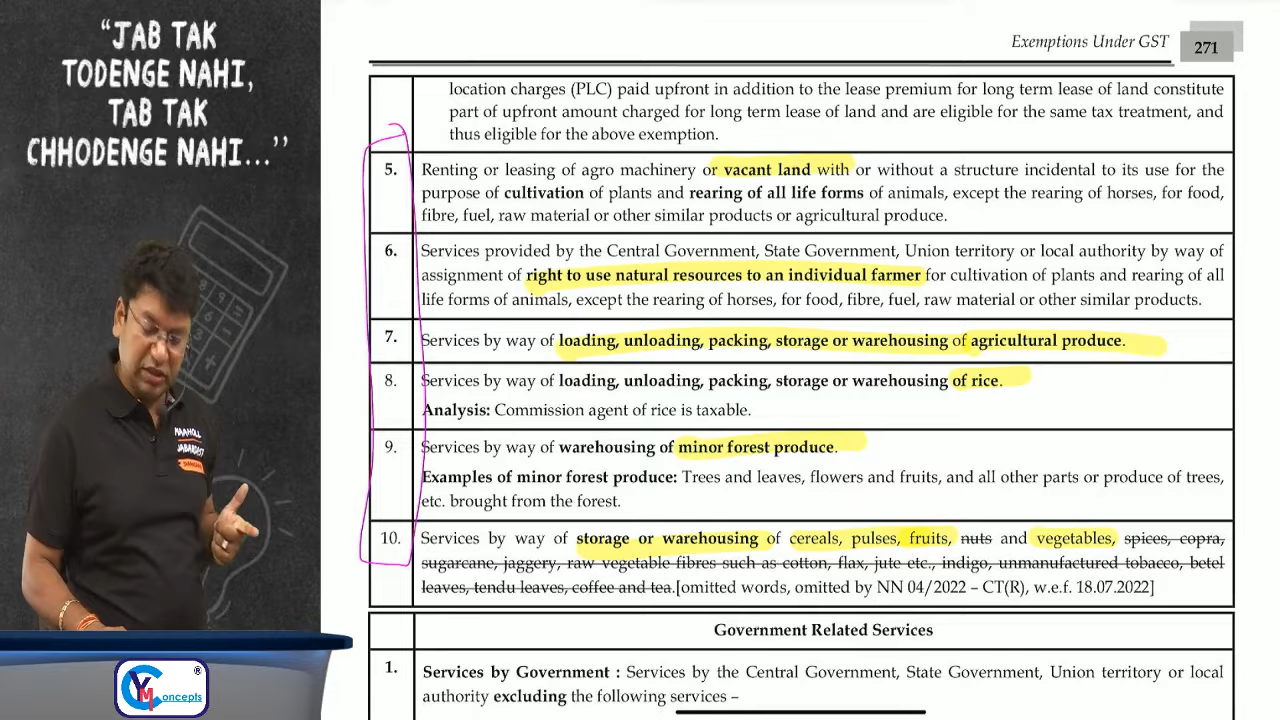 “JAB TAK
TODENGE NAHI,
TAB TAK
CHHODENGE NAHI...’’
Exemptions Under GST 271
location charges (PLC) paid upfront in addition to the lease premium for long term lease of land constitute
part of upfront amount charged for long term lease of land and are eligible for the same tax treatment, and
thus eligible for the above exemption.
5. Renting or leasing of agro machinery or vacant land with or without a structure incidental to its use for the
purpose of cultivation of plants and rearing of all life forms of animals, except the rearing of horses, for food,
fibre, fuel, raw material or other similar products or agricultural produce.
6. Services provided by the Central Government, State Government, Union territory or local authority by way of
assignment of right to use natural resources to an individual farmer for cultivation of plants and rearing of all
life forms of animals, except the rearing of horses, for food, fibre, fuel, raw material or other similar products.
7. Services by way of loading, unloading, packing, storage or warehousing of agricultural produce.
8. Services by way of loading, unloading, packing, storage or warehousing of rice.
Analysis: Commission agent of rice is taxable.
9. Services by way of warehousing of minor forest produce.
Examples of minor forest produce: Trees and leaves, flowers and fruits, and all other parts or produce of trees,
etc. brought from the forest.
10. Services by way of storage or warehousing of cereals, pulses, fruits, nuts and vegetables, spices, copra,
sugarcane, jaggery, raw vegetable fibres such as cotton, flax, jute etc., indigo, unmanufactured tobacco, betel
leaves, tendu leaves, coffee and tea.[omitted words, omitted by NN 04/2022 – CT(R), w.e.f. 18.07.2022]
Government Related Services
1. Services by Government : Services by the Central Government, State Government, Union territory or local
authority excluding the following services –
MAAHOLL
JABARDAST
YM Concepts ®